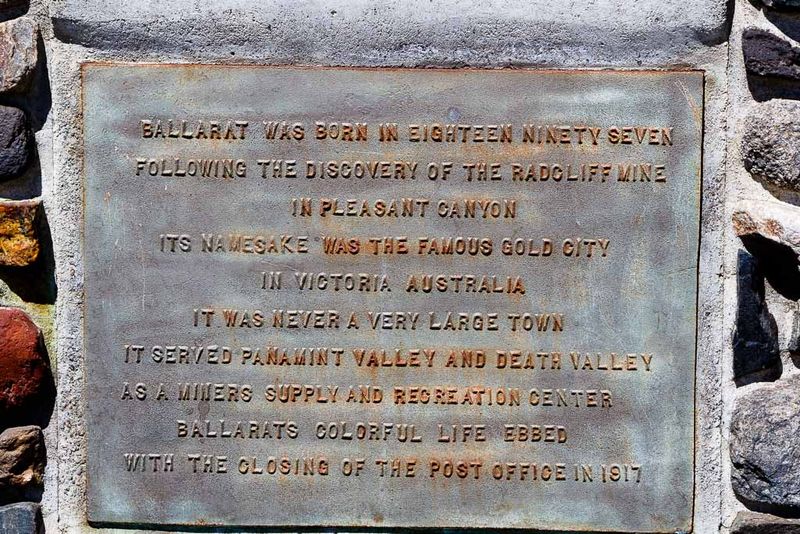 BALLARAT WAS BORN IN EIGHTEEN NINETY SEVEN
FOLLOWING THE DISCOVERY OF THE RADCLIFF MINE
IN PLEASANT CANYON
ITS NAMESAKE WAS THE FAMOUS GOLD CITY
IN VICTORIA AUSTRALIA
IT WAS NEVER A VERY LARGE TOWN
IT SERVED PANAMINT VALLEY AND DEATH VALLEY
AS A MINERS SUPPLY AND RECREATION CENTER
BALLARATS COLORFUL LIFE EBBED
WITH THE CLOSING OF THE POST OFFICE IN 1917